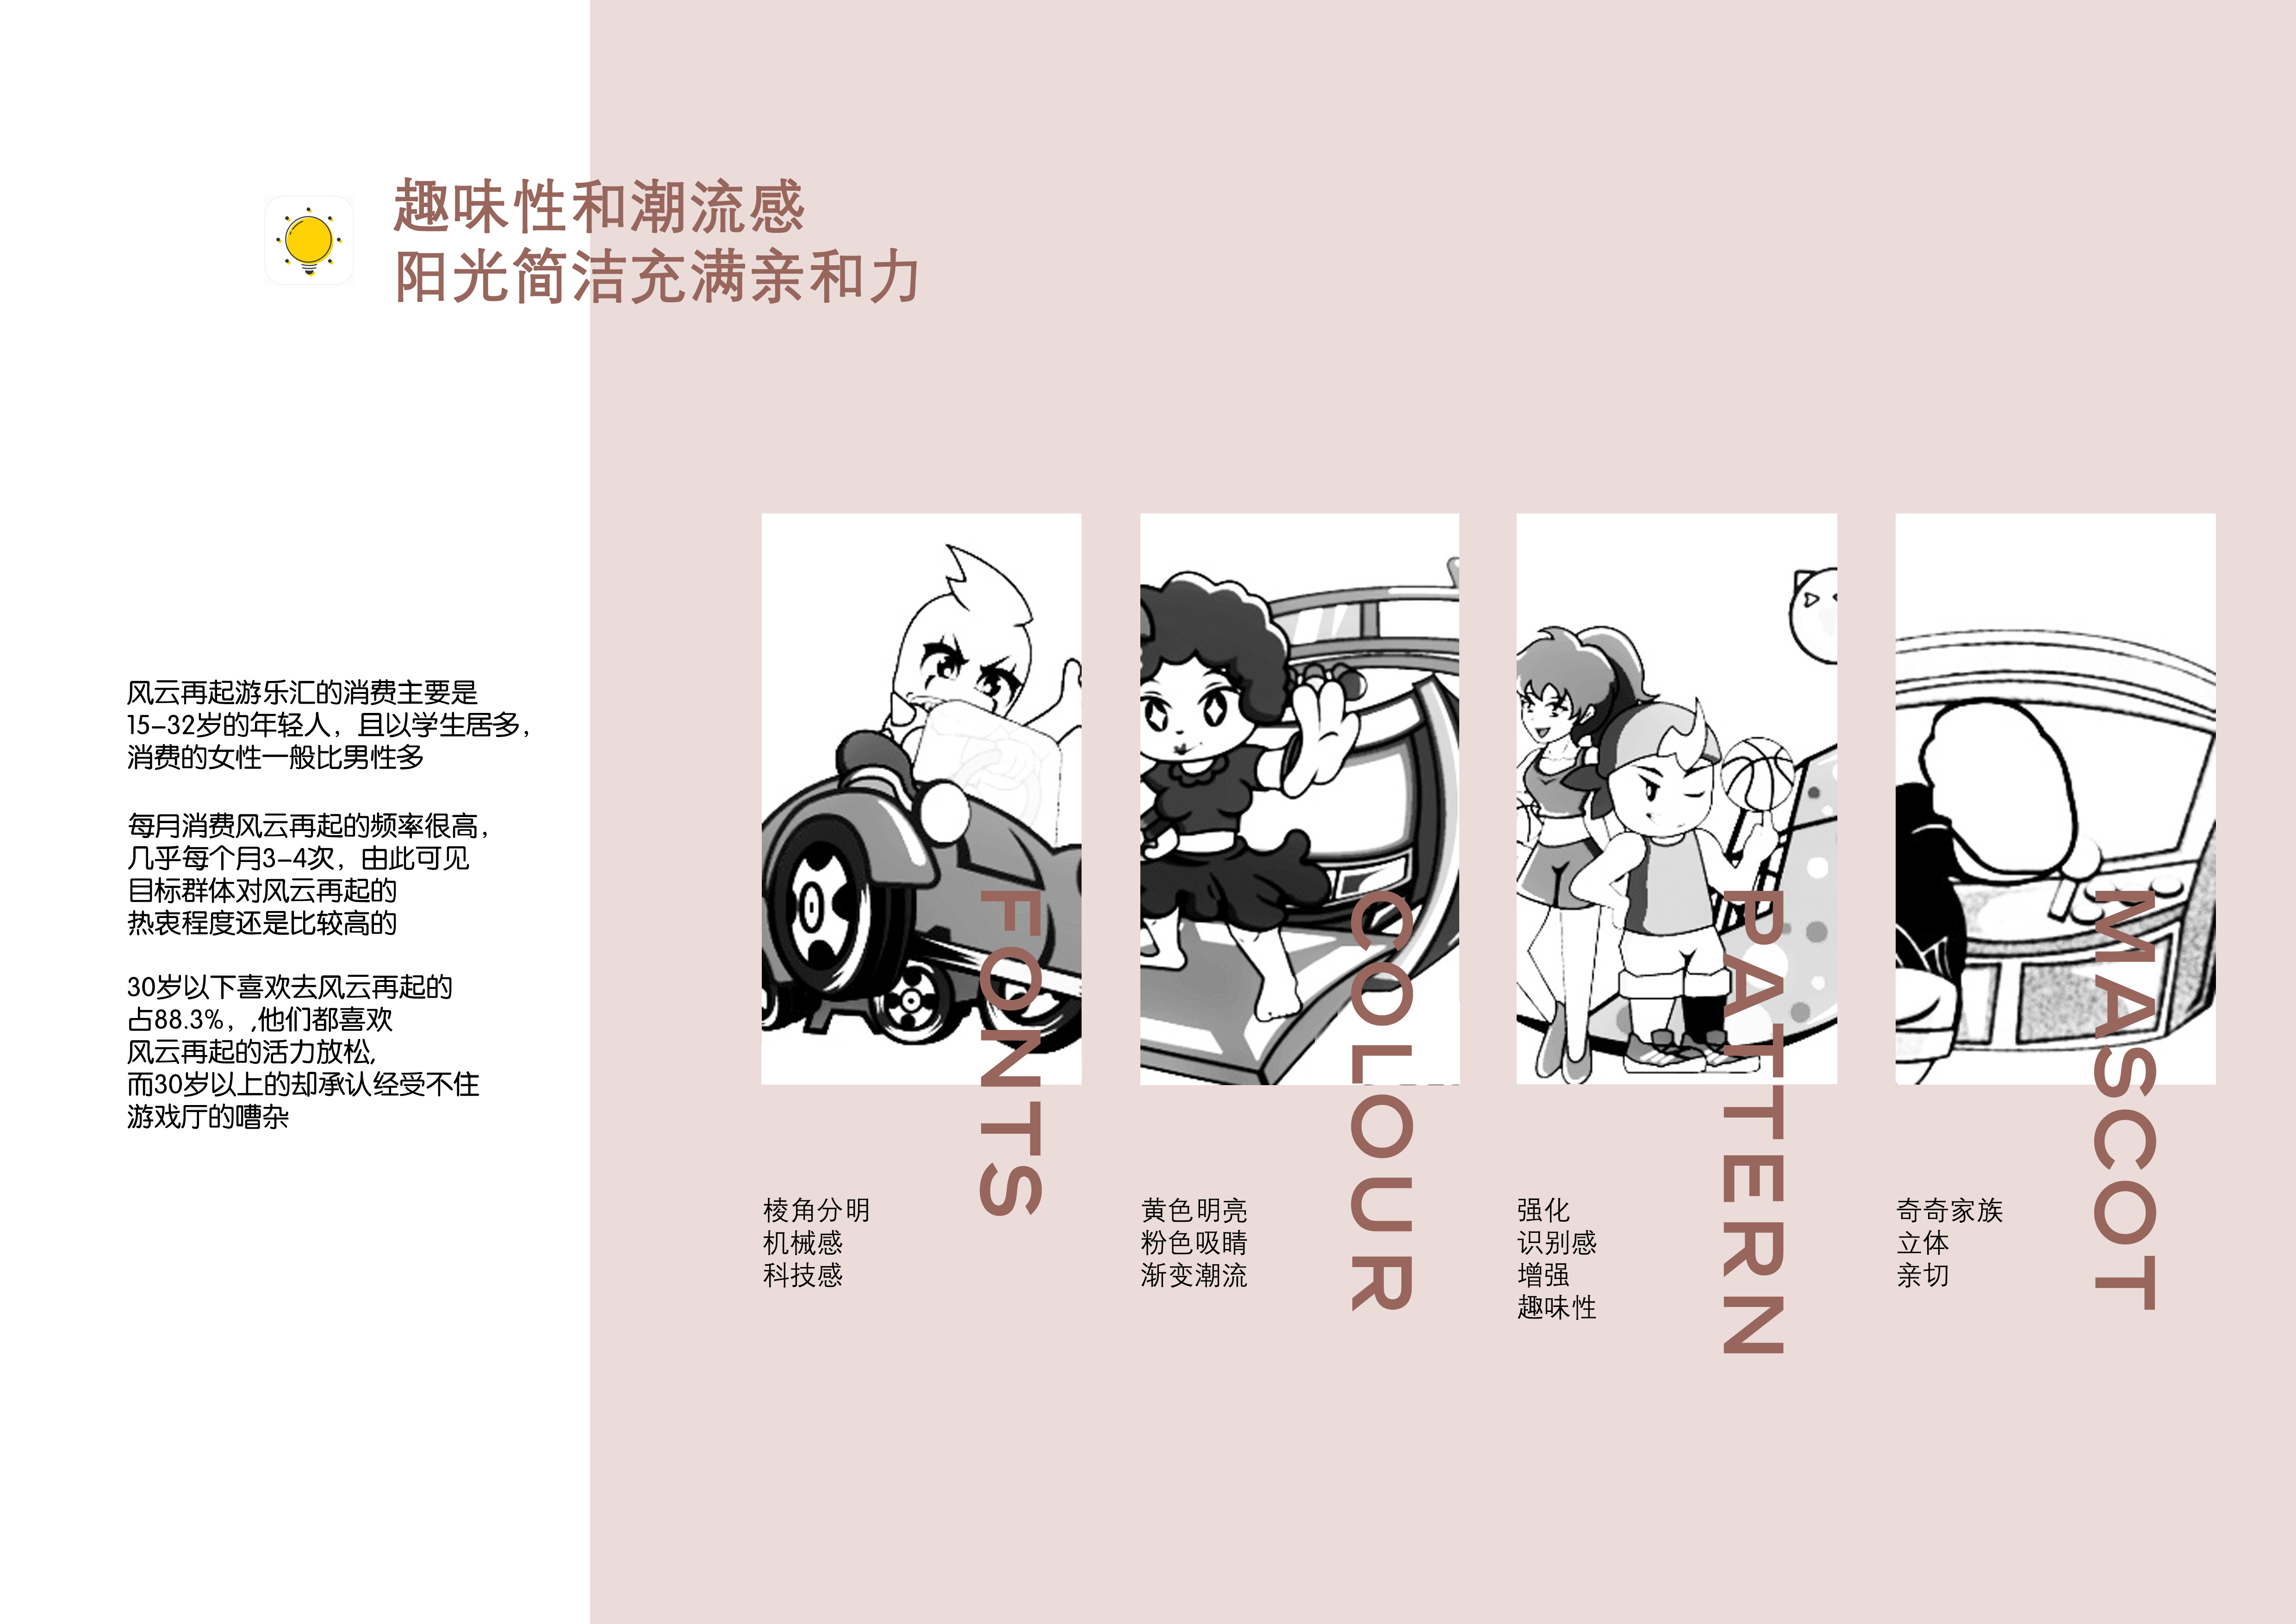 趣味性和潮流感
阳光简洁充满亲和力
风云再起游乐汇的消费主要是
15-32岁的年轻人，且以学生居多，
消费的女性一般比男性多
每月消费风云再起的频率很高，
几乎每个月3-4次，由此可见
目标群体对风云再起的
热衷程度还是比较高的
30岁以下喜欢去风云再起的
占88.3%，,他们都喜欢
风云再起的活力放松,
而30岁以上的却承认经受不住
游戏厅的嘈杂
FONTS
棱角分明
机械感
科技感
COLOUR
黄色明亮
粉色吸睛
渐变潮流
PATTERN
强化
识别感
增强
趣味性
MASCOT
奇奇家族
立体
亲切